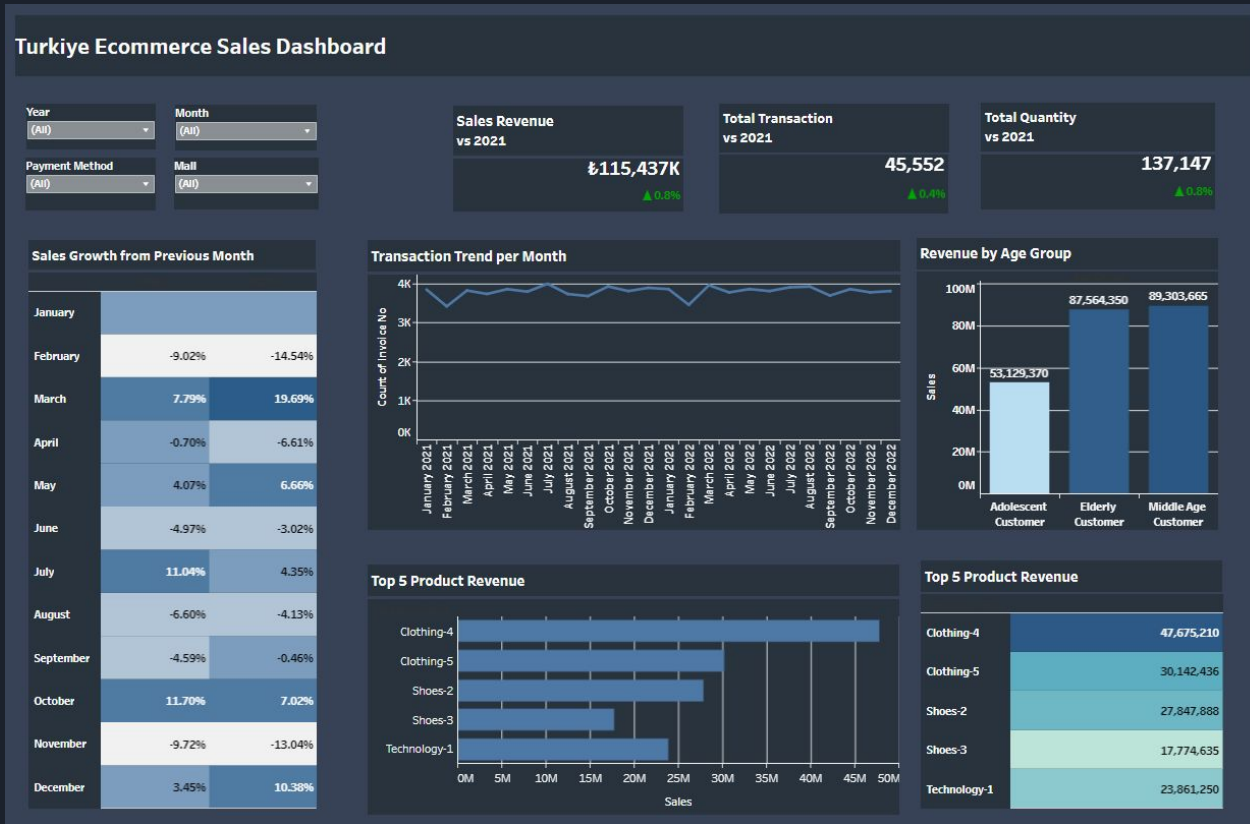 Turkiye Ecommerce Sales Dashboard
Year
(All)
Month
(All)
Payment Method
(All)
Mall
(All)
Sales Revenue
vs 2021
₺115,437K
▲0.8%
Total Transaction
vs 2021
45,552
▲0.4%
Total Quantity
vs 2021
137,147
▲0.8%
Sales Growth from Previous Month
January
February -9.02% -14.54%
March 7.79% 19.69%
April -0.70% -6.61%
May 4.07% 6.66%
June -4.97% -3.02%
July 11.04% 4.35%
August -6.60% -4.13%
September -4.59% -0.46%
October 11.70% 7.02%
November -9.72% -13.04%
December 3.45% 10.38%
Transaction Trend per Month
Count of Invoice No
4K
3K
2K
1K
0K
January 2021
February 2021
March 2021
April 2021
May 2021
June 2021
July 2021
August 2021
September 2021
October 2021
November 2021
December 2021
January 2022
February 2022
March 2022
April 2022
May 2022
June 2022
July 2022
August 2022
September 2022
October 2022
November 2022
December 2022
Revenue by Age Group
Sales
100M
80M
60M
40M
20M
0M
53,129,370
87,564,350
89,303,665
Adolescent
Customer
Elderly
Customer
Middle Age
Customer
Top 5 Product Revenue
Clothing-4
Clothing-5
Shoes-2
Shoes-3
Technology-1
0M 5M 10M 15M 20M 25M 30M 35M 40M 45M 50M
Sales
Top 5 Product Revenue
Clothing-4 47,675,210
Clothing-5 30,142,436
Shoes-2 27,847,888
Shoes-3 17,774,635
Technology-1 23,861,250